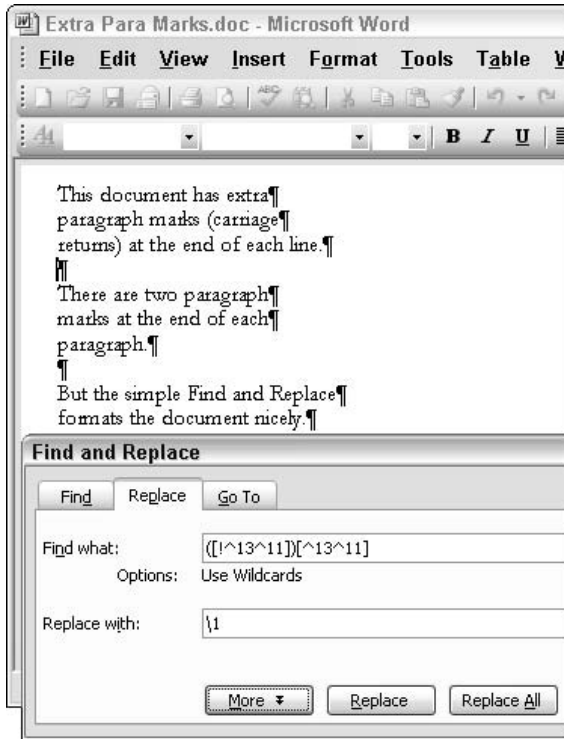 Extra Para Marks.doc - Microsoft Word
File Edit View Insert Format Tools Table
ABC
B I U
This document has extra¶
paragraph marks (carriage¶
returns) at the end of each line.¶
¶
There are two paragraph¶
marks at the end of each¶
paragraph.¶
¶
But the simple Find and Replace¶
formats the document nicely.¶
Find and Replace
Find Replace Go To
Find what: ([!^13^11])[^13^11]
Options: Use Wildcards
Replace with: \1
More Replace Replace All